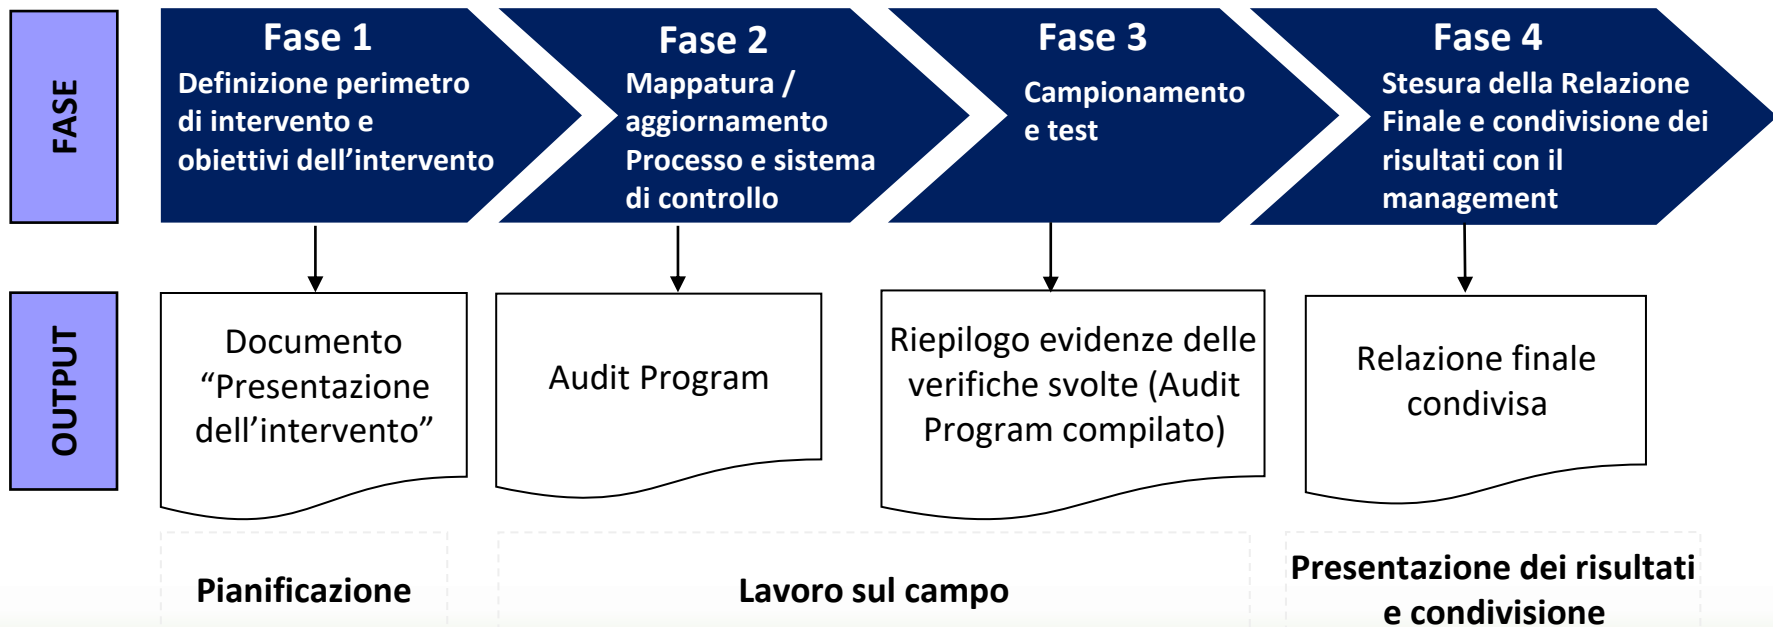 FASE
Fase 1
Definizione perimetro
di intervento e
obiettivi dell’intervento
Fase 2
Mappatura /
aggiornamento
Processo e sistema
di controllo
Fase 3
Campionamento
e test
Fase 4
Stesura della Relazione
Finale e condivisione dei
risultati con il
management
OUTPUT
Documento
“Presentazione
dell’intervento”
Audit Program
Riepilogo evidenze delle
verifiche svolte (Audit
Program compilato)
Relazione finale
condivisa
Pianificazione
Lavoro sul campo
Presentazione dei risultati
e condivisione